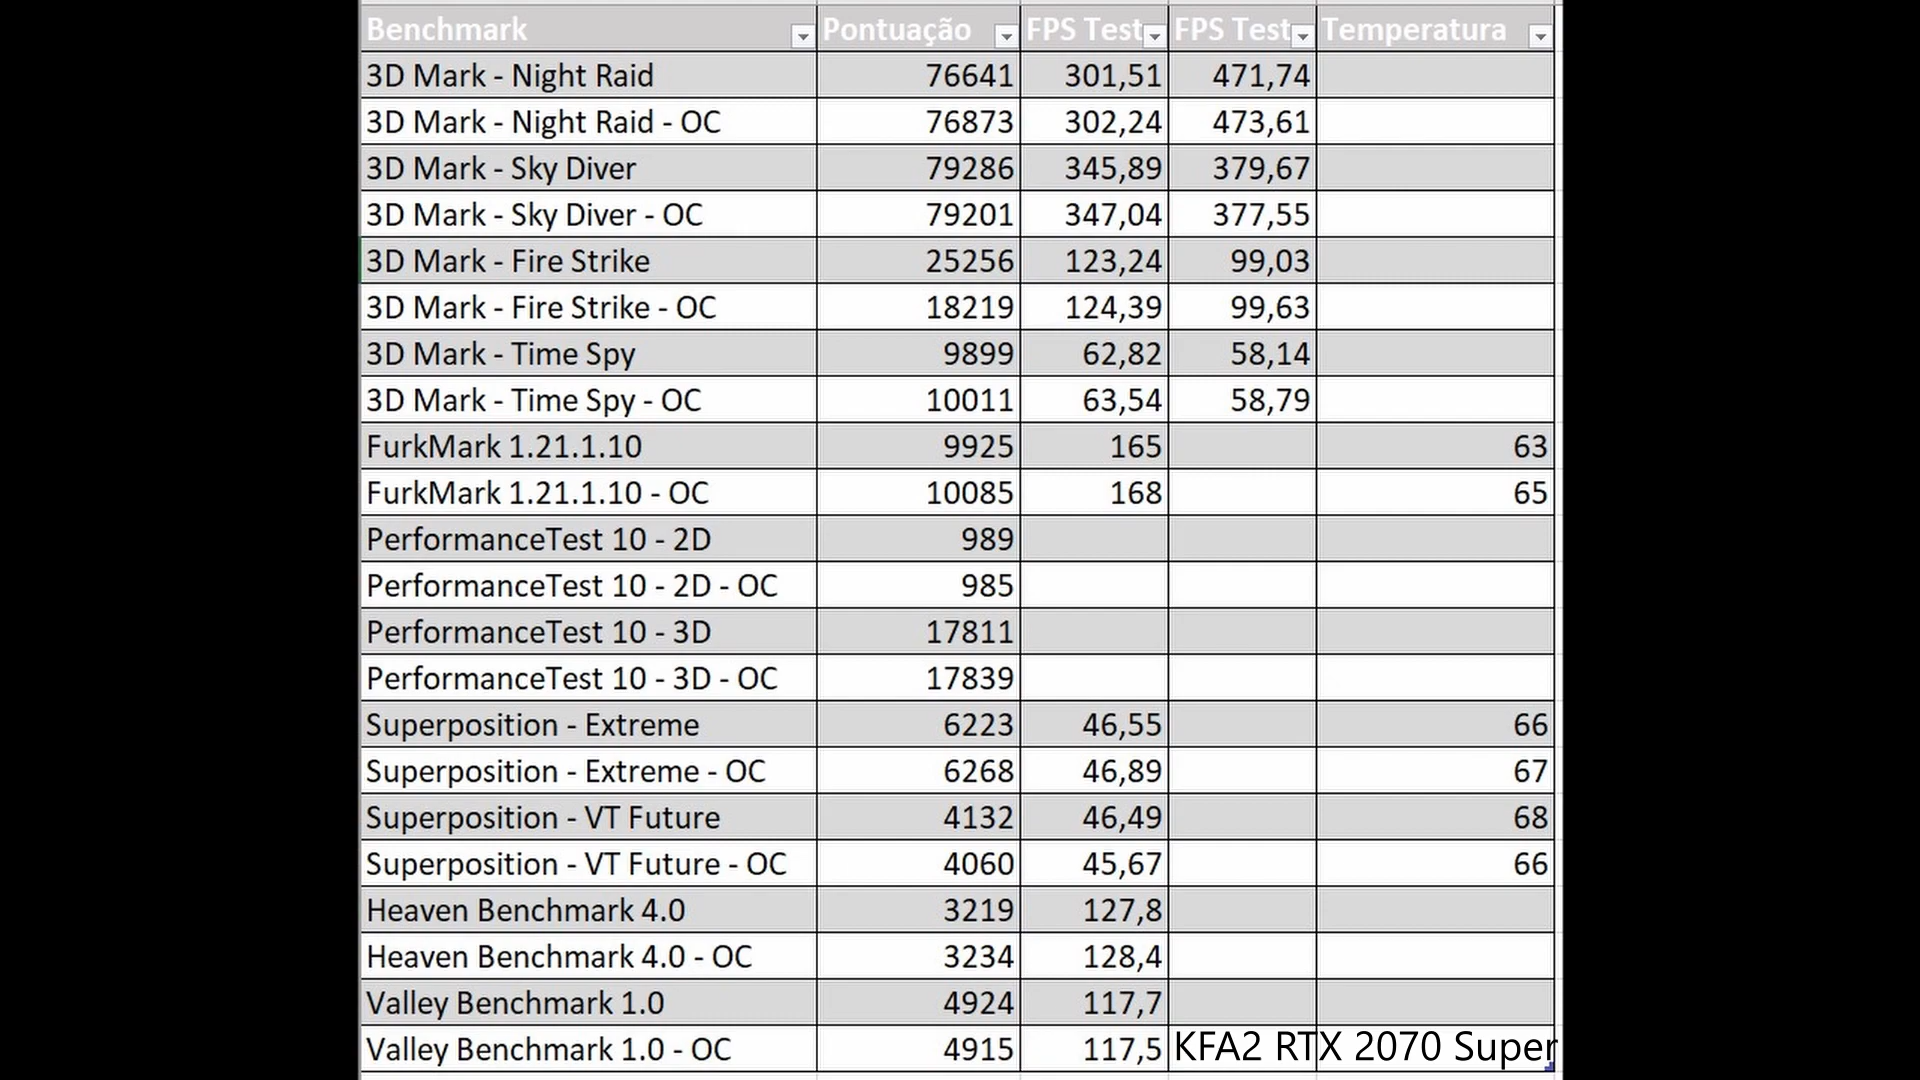 Benchmark Pontuação FPS Test FPS Test Temperatura
3D Mark - Night Raid 76641 301,51 471,74
3D Mark - Night Raid - OC 76873 302,24 473,61
3D Mark - Sky Diver 79286 345,89 379,67
3D Mark - Sky Diver - OC 79201 347,04 377,55
3D Mark - Fire Strike 25256 123,24 99,03
3D Mark - Fire Strike - OC 18219 124,39 99,63
3D Mark - Time Spy 9899 62,82 58,14
3D Mark - Time Spy - OC 10011 63,54 58,79
FurkMark 1.21.1.10 9925 165 63
FurkMark 1.21.1.10 - OC 10085 168 65
PerformanceTest 10 - 2D 989
PerformanceTest 10 - 2D - OC 985
PerformanceTest 10 - 3D 17811
PerformanceTest 10 - 3D - OC 17839
Superposition - Extreme 6223 46,55 66
Superposition - Extreme - OC 6268 46,89 67
Superposition - VT Future 4132 46,49 68
Superposition - VT Future - OC 4060 45,67 66
Heaven Benchmark 4.0 3219 127,8
Heaven Benchmark 4.0 - OC 3234 128,4
Valley Benchmark 1.0 4924 117,7
Valley Benchmark 1.0 - OC 4915 117,5 KFA2 RTX 2070 Super